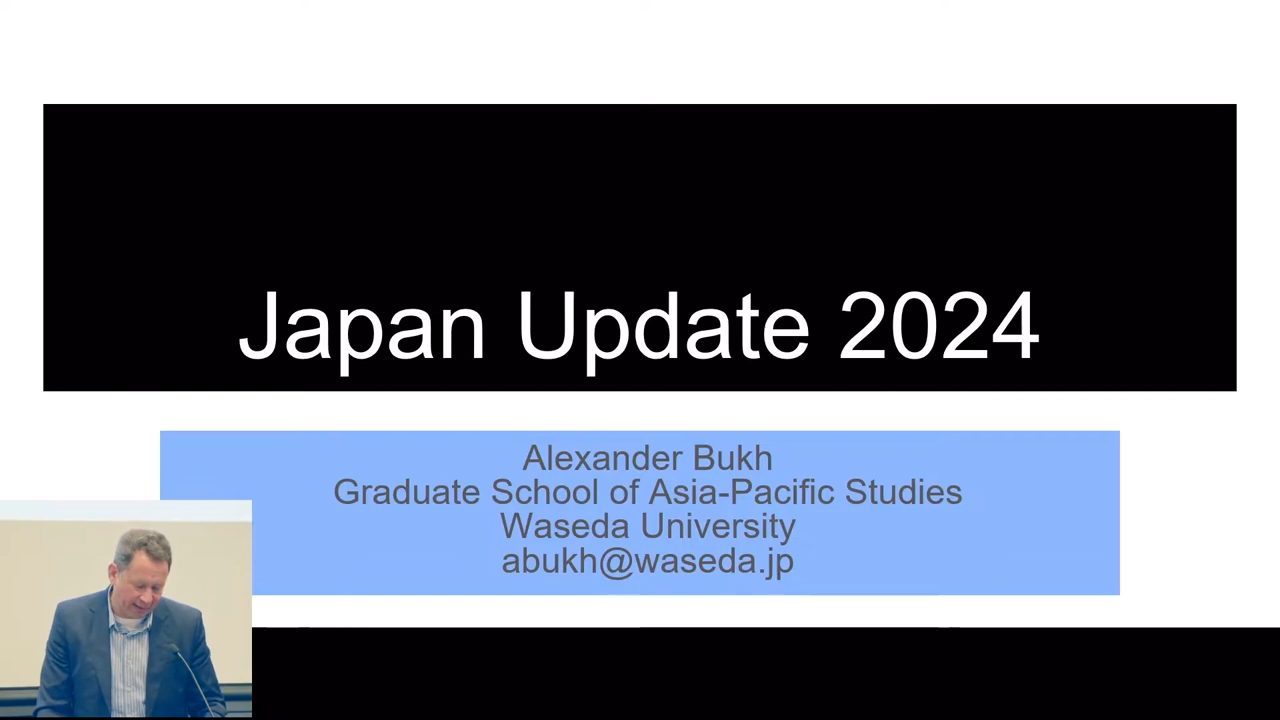 Japan Update 2024
Alexander Bukh
Graduate School of Asia-Pacific Studies
Waseda University
abukh@waseda.jp